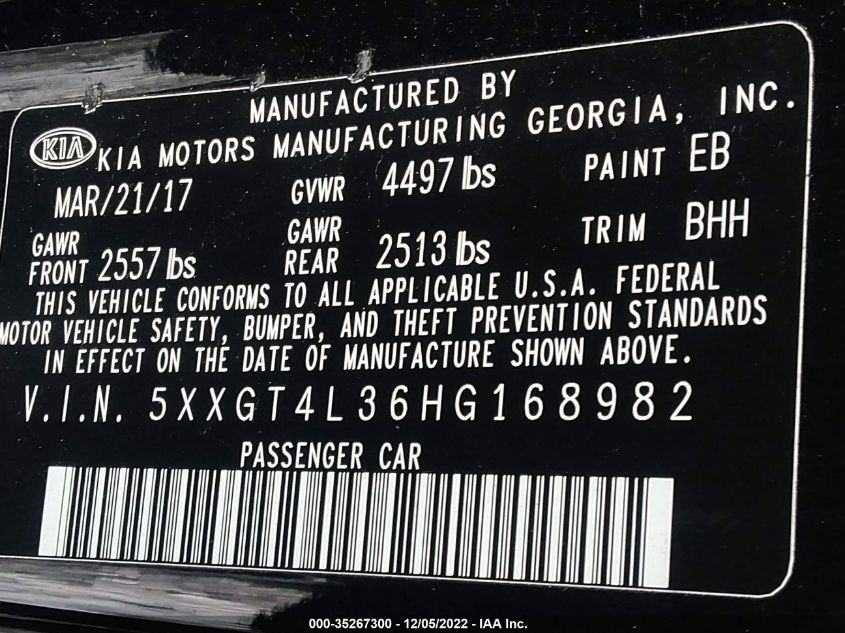 MANUFACTURED BY
KIA KIA MOTORS MANUFACTURING GEORGIA, INC.
MAR/21/17 GVWR 4497 lbs PAINT EB
GAWR FRONT 2557 lbs GAWR REAR 2513 lbs TRIM BHH
THIS VEHICLE CONFORMS TO ALL APPLICABLE U.S.A. FEDERAL
MOTOR VEHICLE SAFETY, BUMPER, AND THEFT PREVENTION STANDARDS
IN EFFECT ON THE DATE OF MANUFACTURE SHOWN ABOVE.
V.I.N. 5XXGT4L36HG168982
PASSENGER CAR
000-35267300 - 12/05/2022 - IAA Inc.